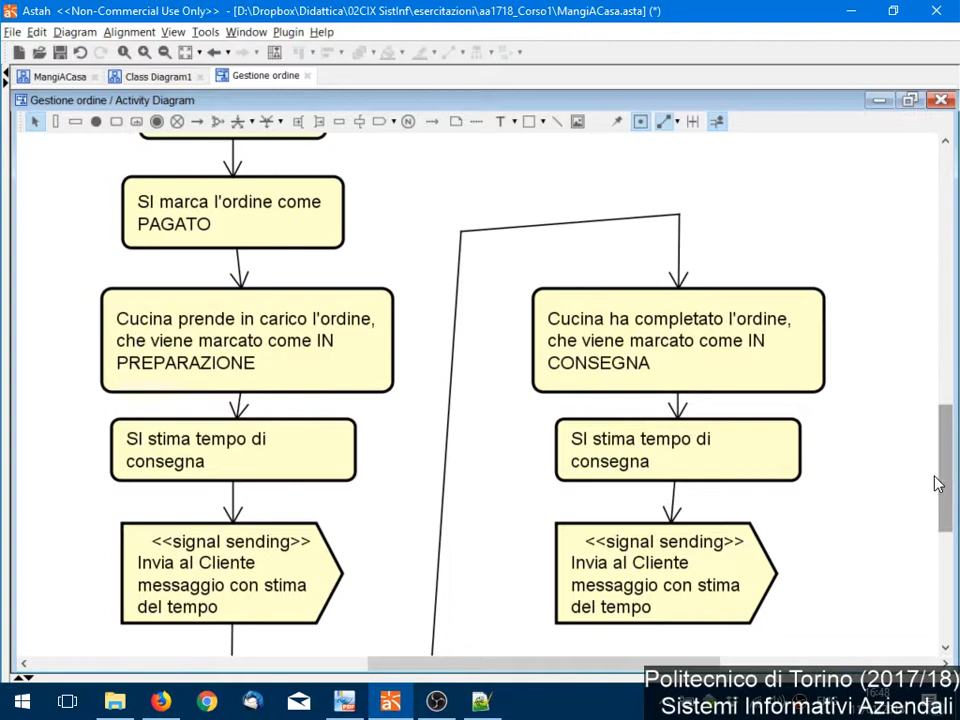 Astah <<Non-Commercial Use Only>> - [D:\Dropbox\Didattica\02CIX SistInf\esercitazioni\aa1718_Corso1\MangiACasa.asta] (*)
File Edit Diagram Alignment View Tools Window Plugin Help
MangiACasa Class Diagram1 Gestione ordine
Gestione ordine / Activity Diagram
SI marca l'ordine come
PAGATO
Cucina prende in carico l'ordine,
che viene marcato come IN
PREPARAZIONE
Cucina ha completato l'ordine,
che viene marcato come IN
CONSEGNA
SI stima tempo di
consegna
SI stima tempo di
consegna
<<signal sending>>
Invia al Cliente
messaggio con stima
del tempo
<<signal sending>>
Invia al Cliente
messaggio con stima
del tempo
Politecnico di Torino (2017/18)
16:48
Sistemi Informativi Aziendali